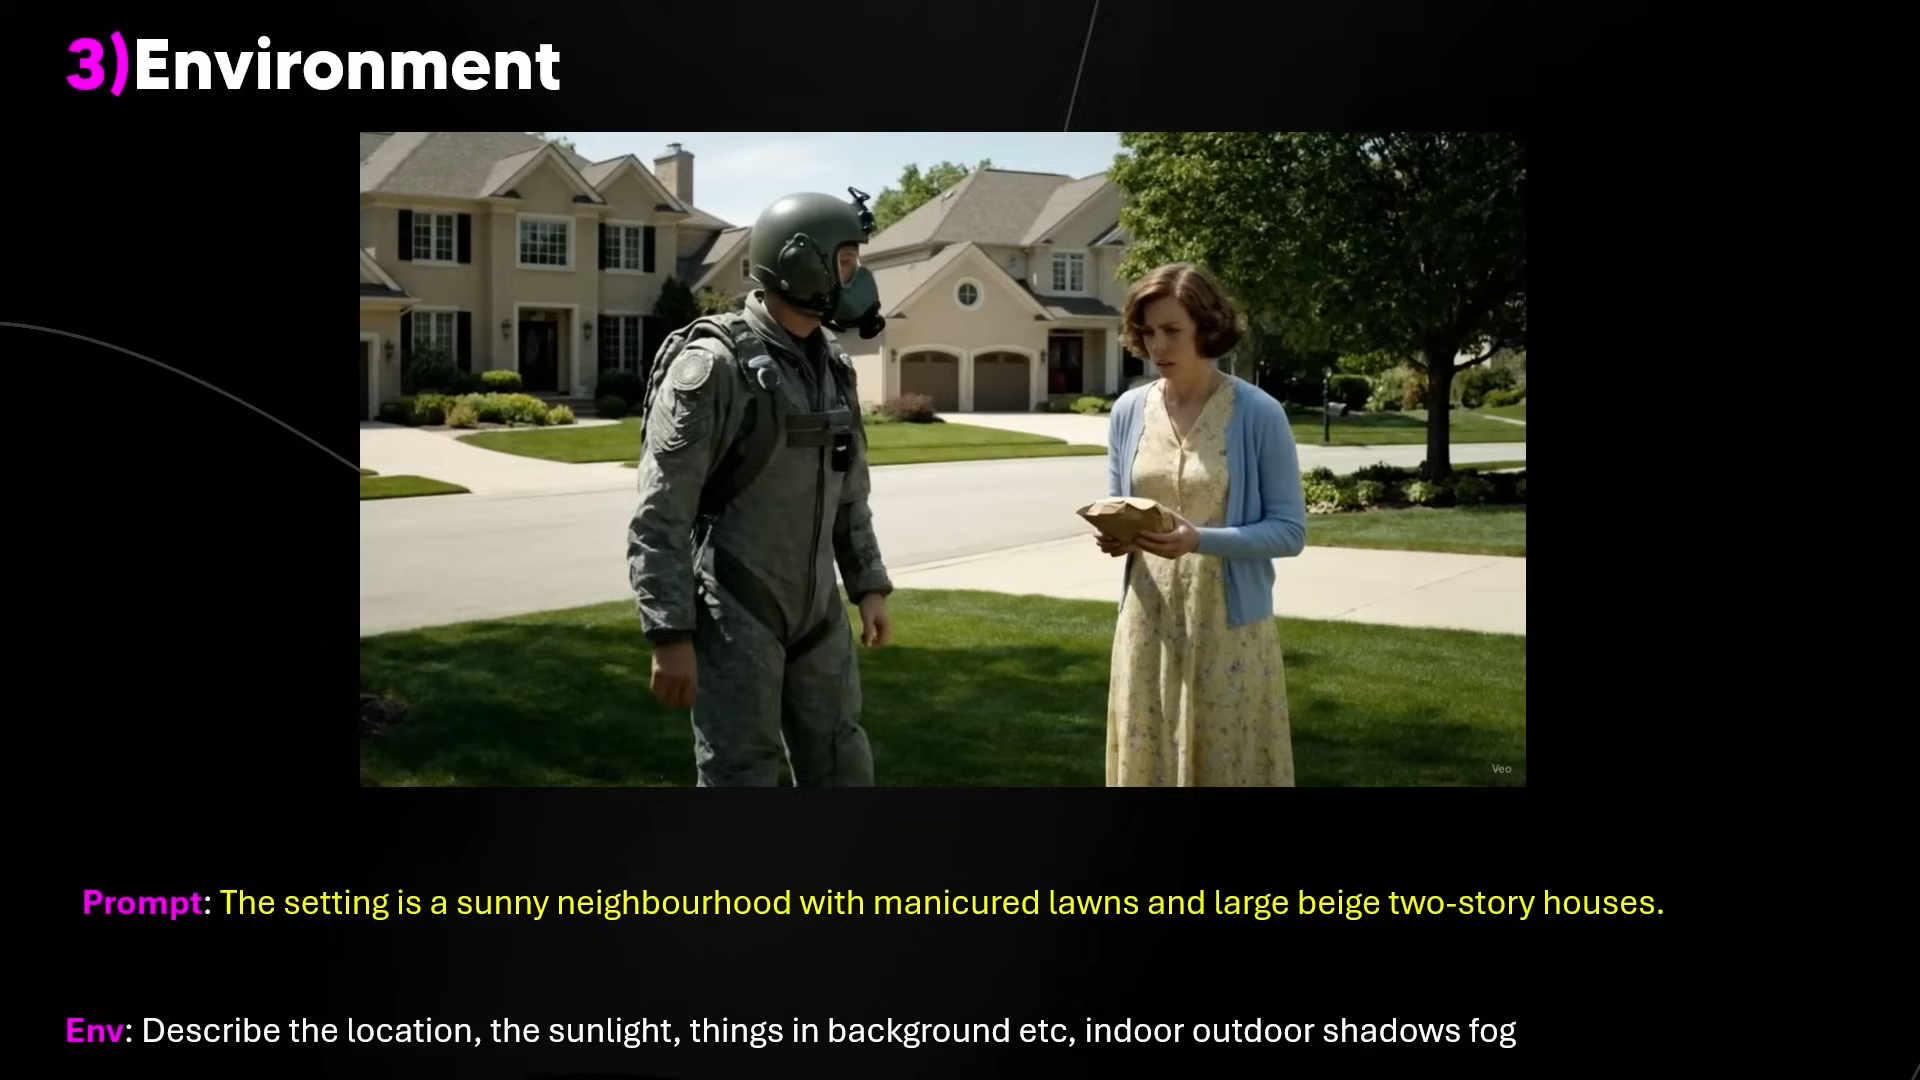 3)Environment
Veo
Prompt: The setting is a sunny neighbourhood with manicured lawns and large beige two-story houses.
Env: Describe the location, the sunlight, things in background etc, indoor outdoor shadows fog